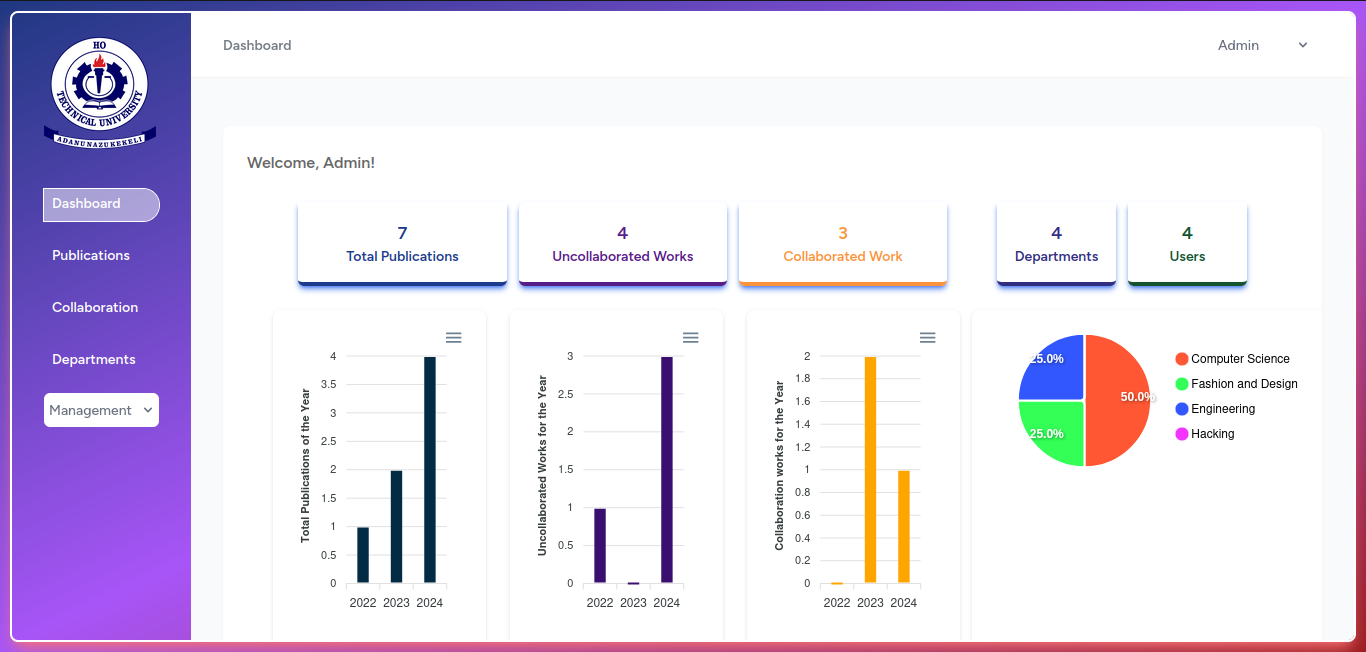 HO
TECHNICAL UNIVERSITY
ADANUNAZUKEKELI
Dashboard
Publications
Collaboration
Departments
Management
Dashboard
Admin
Welcome, Admin!
7
Total Publications
4
Uncollaborated Works
3
Collaborated Work
4
Departments
4
Users
Total Publications of the Year
4
3.5
3
2.5
2
1.5
1
0.5
0
2022 2023 2024
Uncollaborated Works for the Year
3
2.5
2
1.5
1
0.5
0
2022 2023 2024
Collaboration works for the Year
2
1.8
1.6
1.4
1.2
1
0.8
0.6
0.4
0.2
0
2022 2023 2024
25.0%
50.0%
25.0%
Computer Science
Fashion and Design
Engineering
Hacking